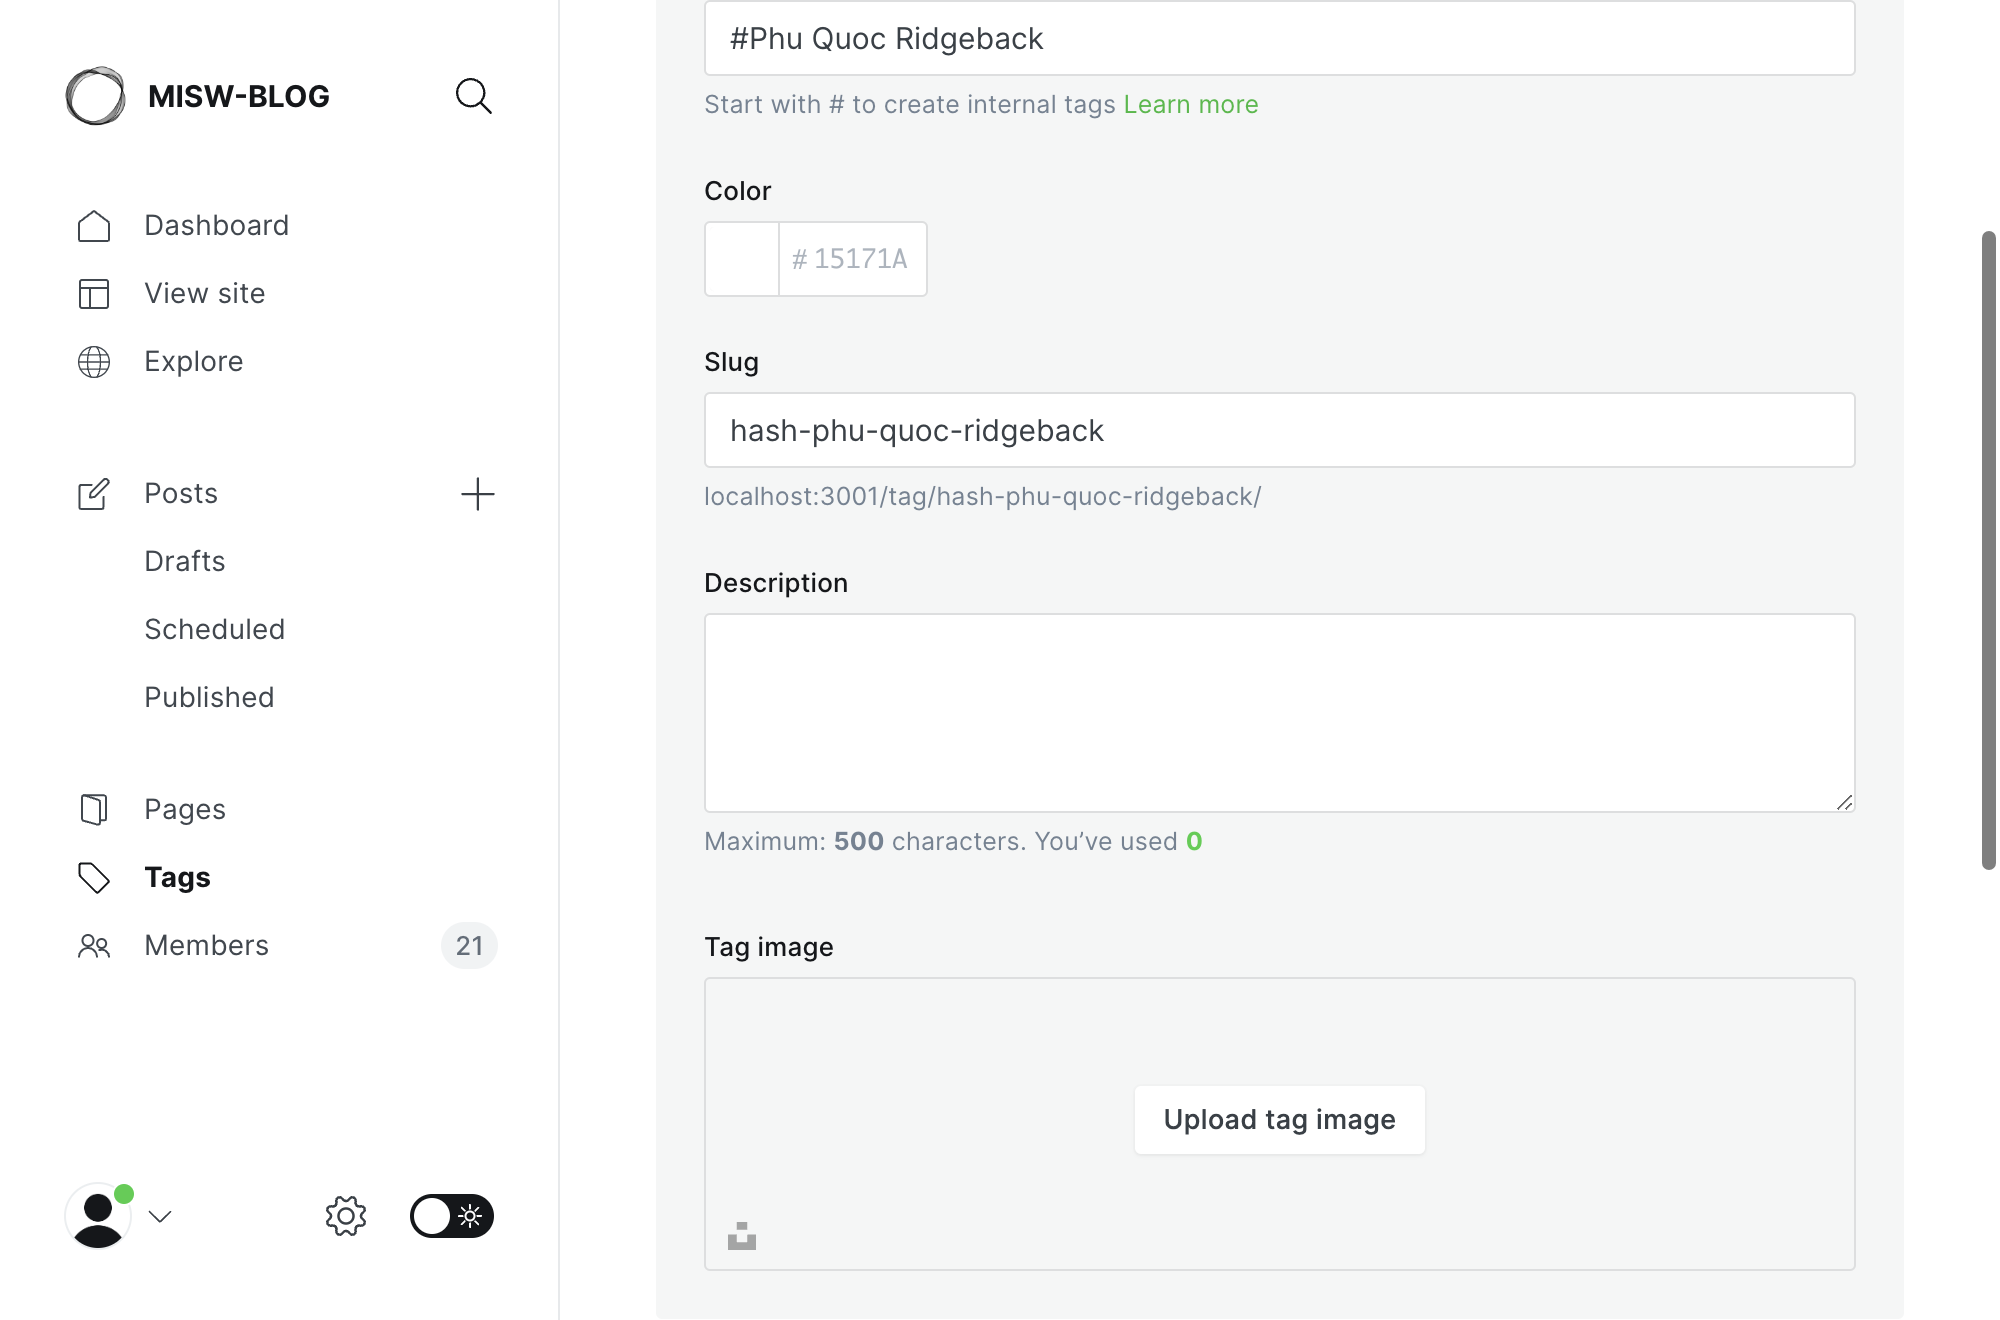 MISW-BLOG
Dashboard
View site
Explore
Posts
Drafts
Scheduled
Published
Pages
Tags
Members
21
#Phu Quoc Ridgeback
Start with # to create internal tags Learn more
Color
# 15171A
Slug
hash-phu-quoc-ridgeback
localhost:3001/tag/hash-phu-quoc-ridgeback/
Description
Maximum: 500 characters. You’ve used 0
Tag image
Upload tag image